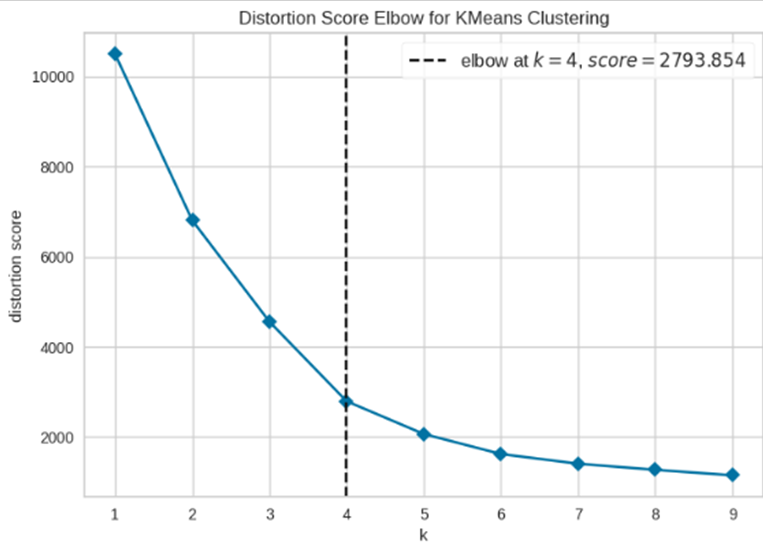 Distortion Score Elbow for KMeans Clustering
elbow at k = 4, score = 2793.854
10000
8000
6000
4000
2000
distortion score
1 2 3 4 5 6 7 8 9
k